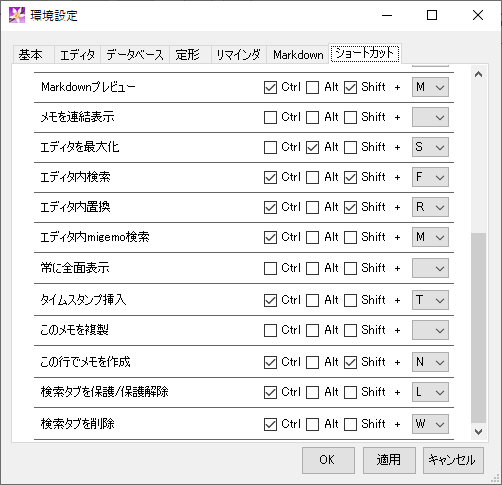 環境設定
基本 エディタ データベース 定形 リマインダ Markdown ショートカット
Markdownプレビュー Ctrl Alt Shift + M
メモを連結表示 Ctrl Alt Shift +
エディタを最大化 Ctrl Alt Shift + S
エディタ内検索 Ctrl Alt Shift + F
エディタ内置換 Ctrl Alt Shift + R
エディタ内migemo検索 Ctrl Alt Shift + M
常に全面表示 Ctrl Alt Shift +
タイムスタンプ挿入 Ctrl Alt Shift + T
このメモを複製 Ctrl Alt Shift +
この行でメモを作成 Ctrl Alt Shift + N
検索タブを保護/保護解除 Ctrl Alt Shift + L
検索タブを削除 Ctrl Alt Shift + W
OK 適用 キャンセル